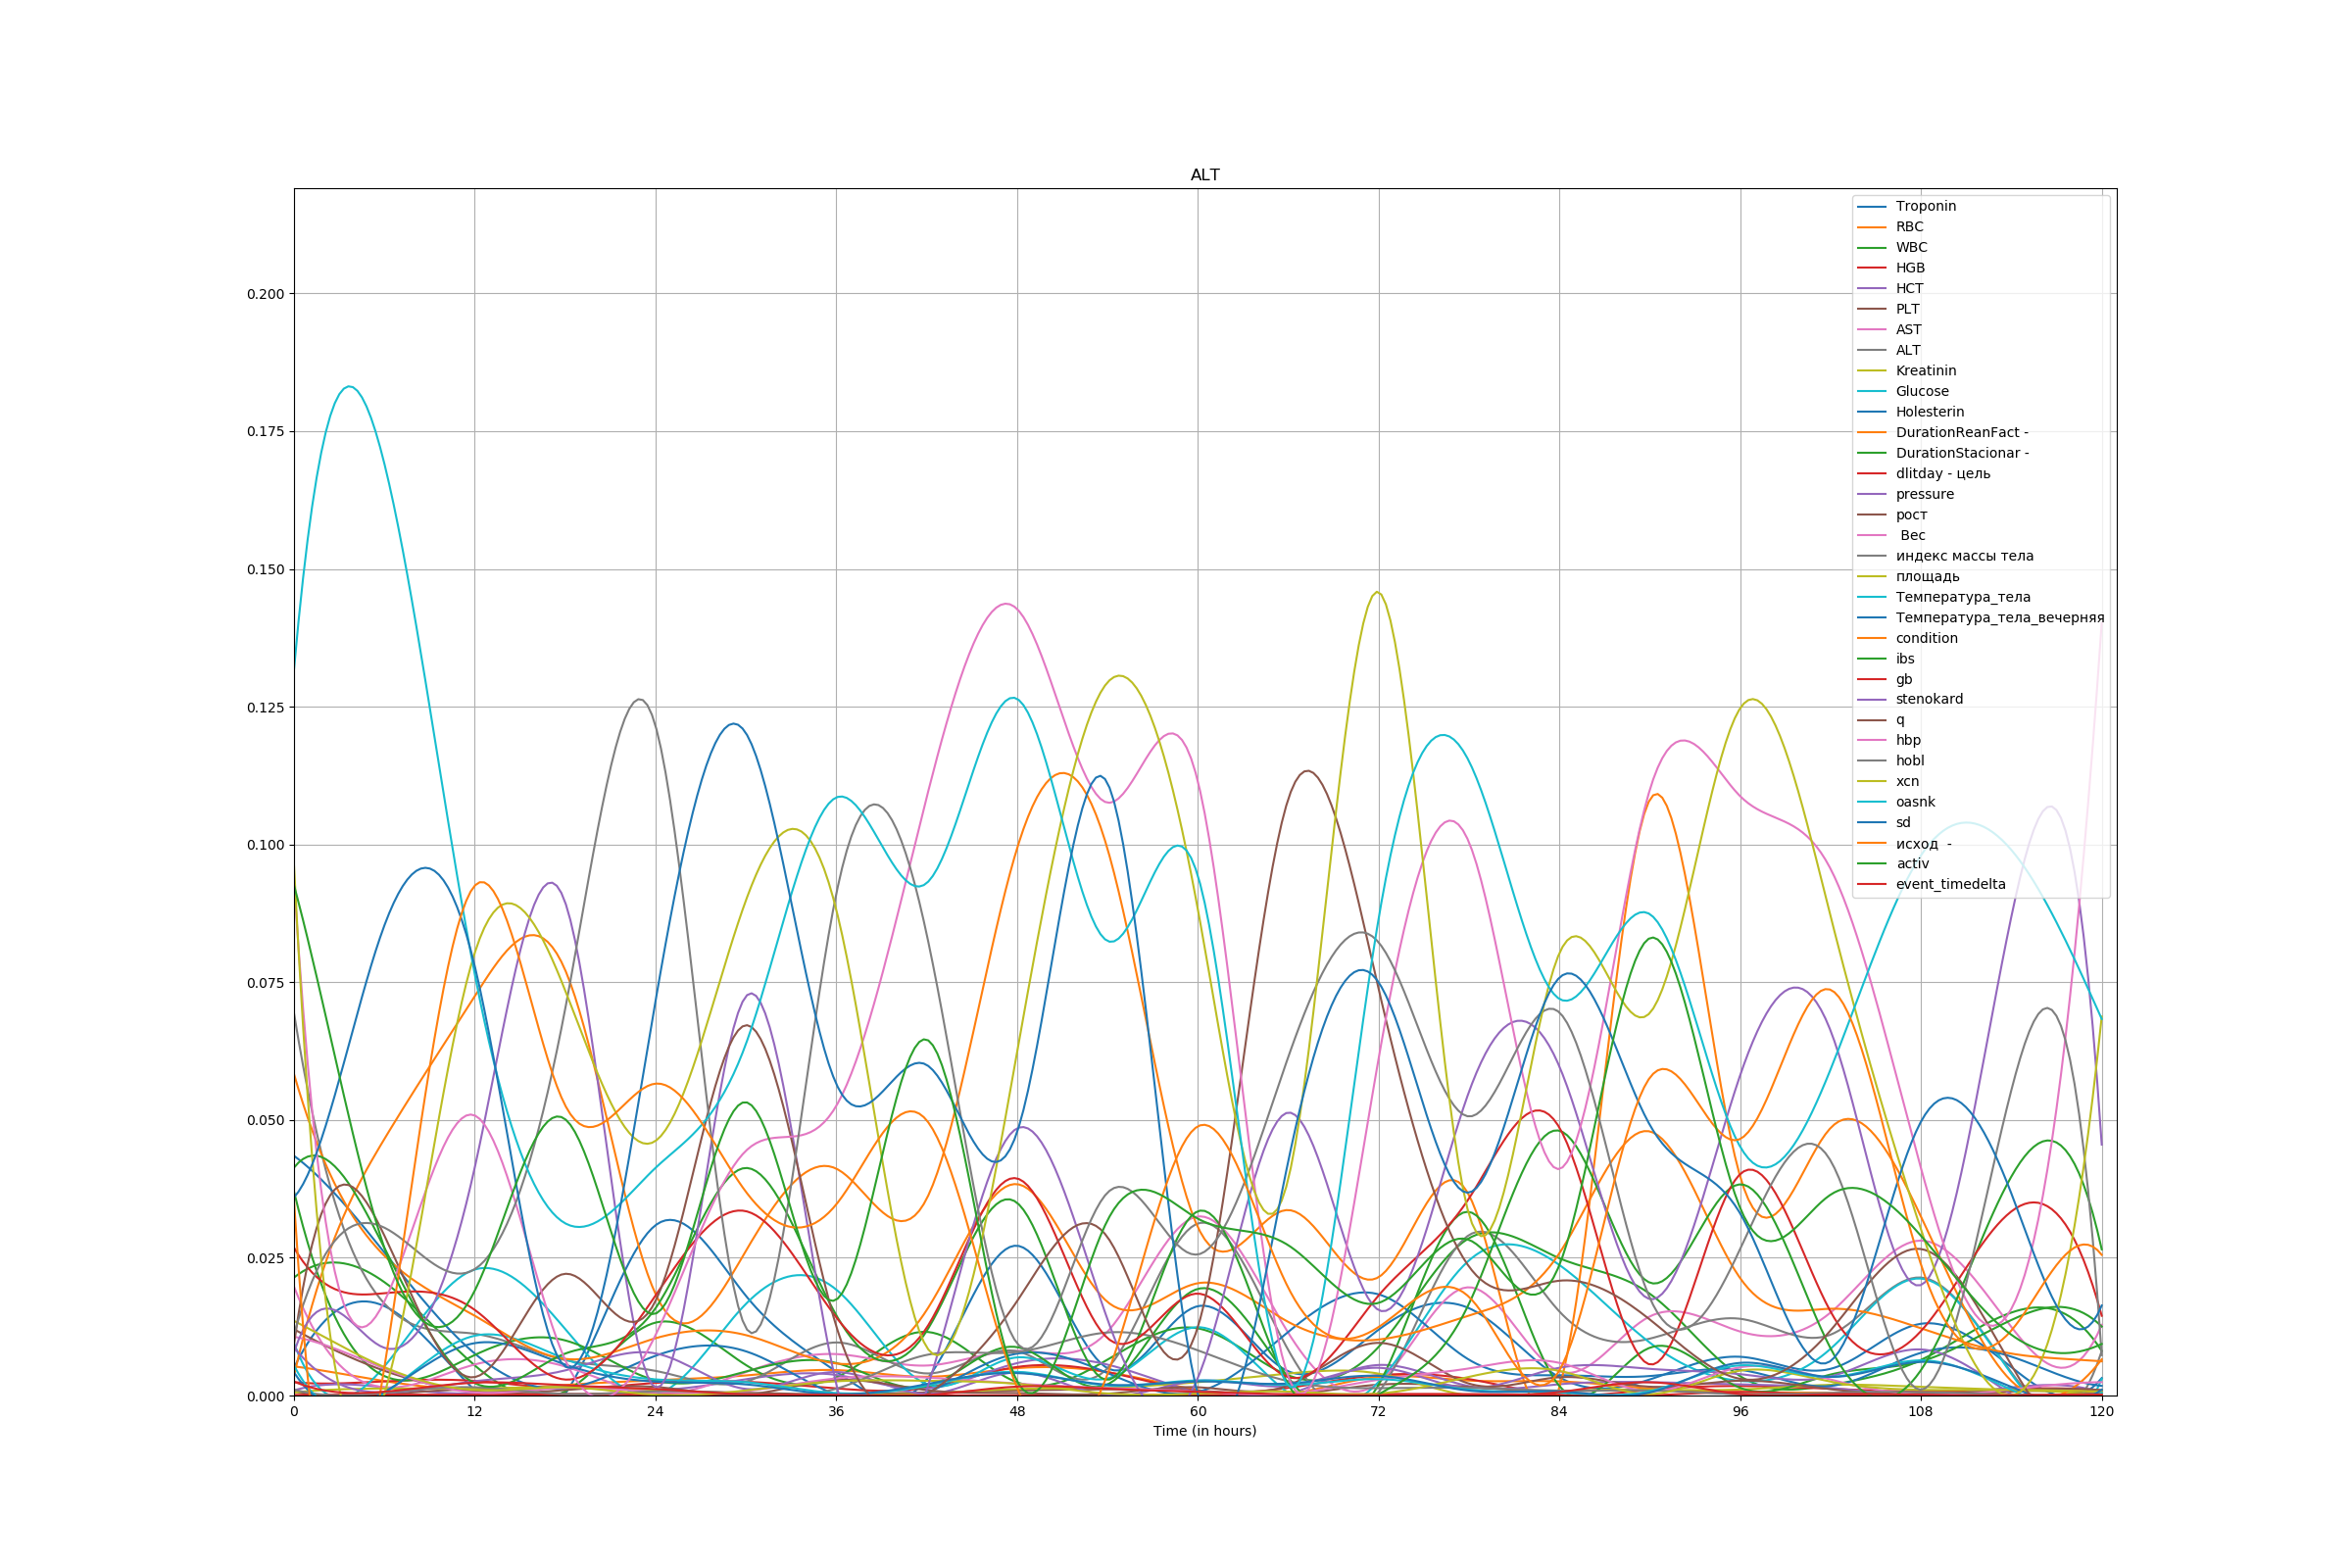 ALT
Troponin
RBC
WBC
HGB
HCT
PLT
AST
ALT
Kreatinin
Glucose
Holesterin
DurationReanFact -
DurationStacionar -
dlitday - цель
pressure
рост
Вес
индекс массы тела
площадь
Температура_тела
Температура_тела_вечерняя
condition
ibs
gb
stenokard
q
hbp
hobl
xcn
oasnk
sd
исход  -
activ
event_timedelta
0.200
0.175
0.150
0.125
0.100
0.075
0.050
0.025
0.000
0 12 24 36 48 60 72 84 96 108 120
Time (in hours)